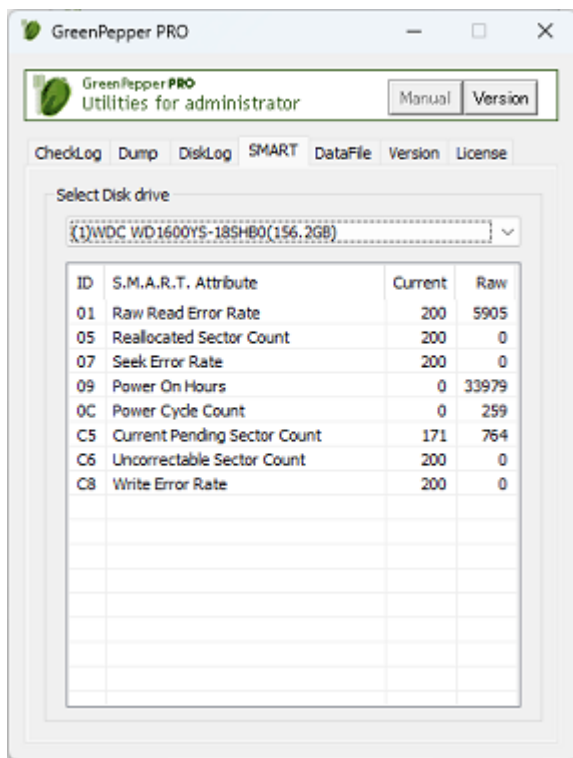 GreenPepper PRO
GreenPepper PRO
Utilities for administrator
Manual Version
CheckLog Dump DiskLog SMART DataFile Version License
Select Disk drive
(1)WDC WD1600YS-18SHB0(156.2GB)
ID S.M.A.R.T. Attribute Current Raw
01 Raw Read Error Rate 200 5905
05 Reallocated Sector Count 200 0
07 Seek Error Rate 200 0
09 Power On Hours 0 33979
0C Power Cycle Count 0 259
C5 Current Pending Sector Count 171 764
C6 Uncorrectable Sector Count 200 0
C8 Write Error Rate 200 0